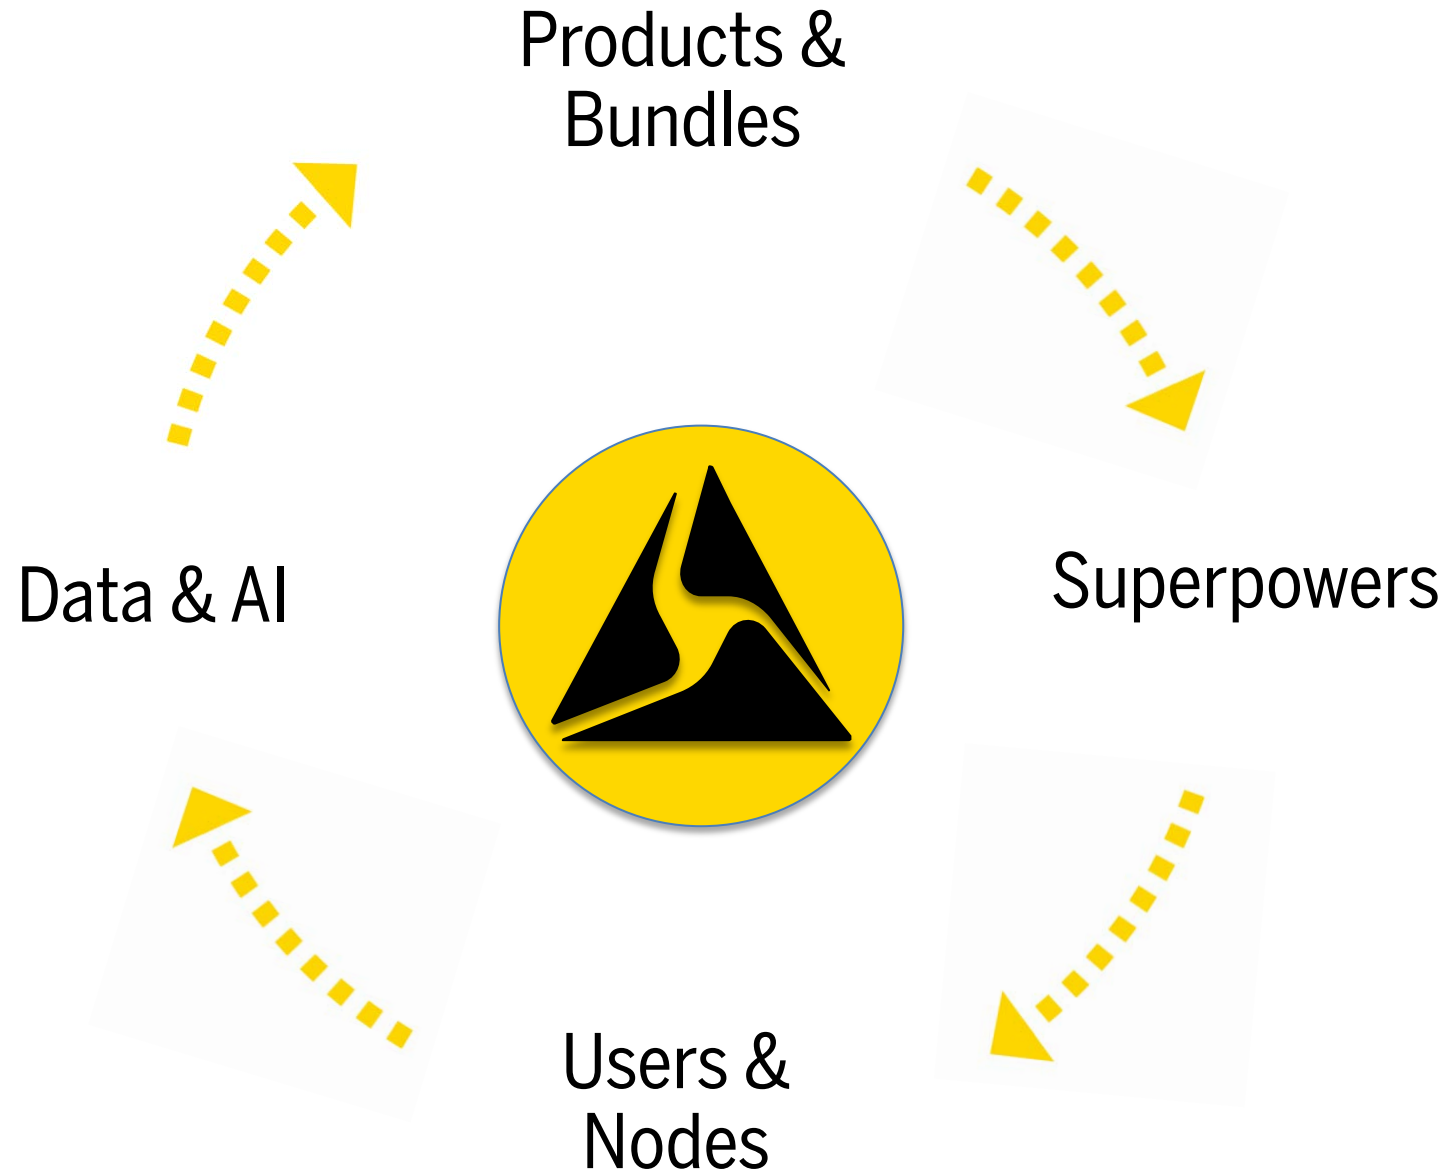 Products &
Bundles
Data & AI
Superpowers
Users &
Nodes